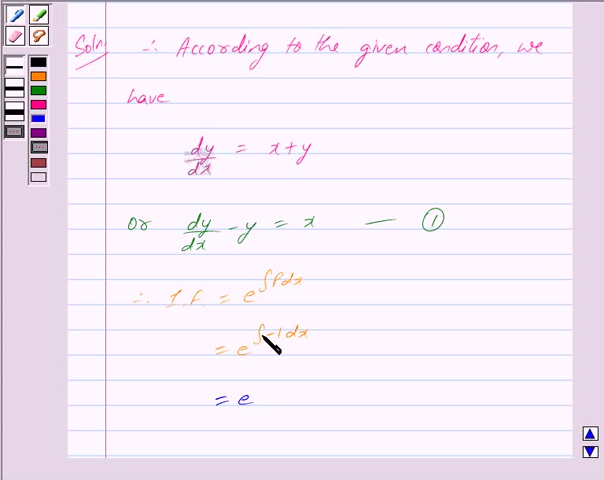 Soln ∴ According to the given condition, we
have
dy/dx = x+y
or dy/dx - y = x — ①
∴ I.F. = e^∫Pdx
= e^∫-1dx
= e